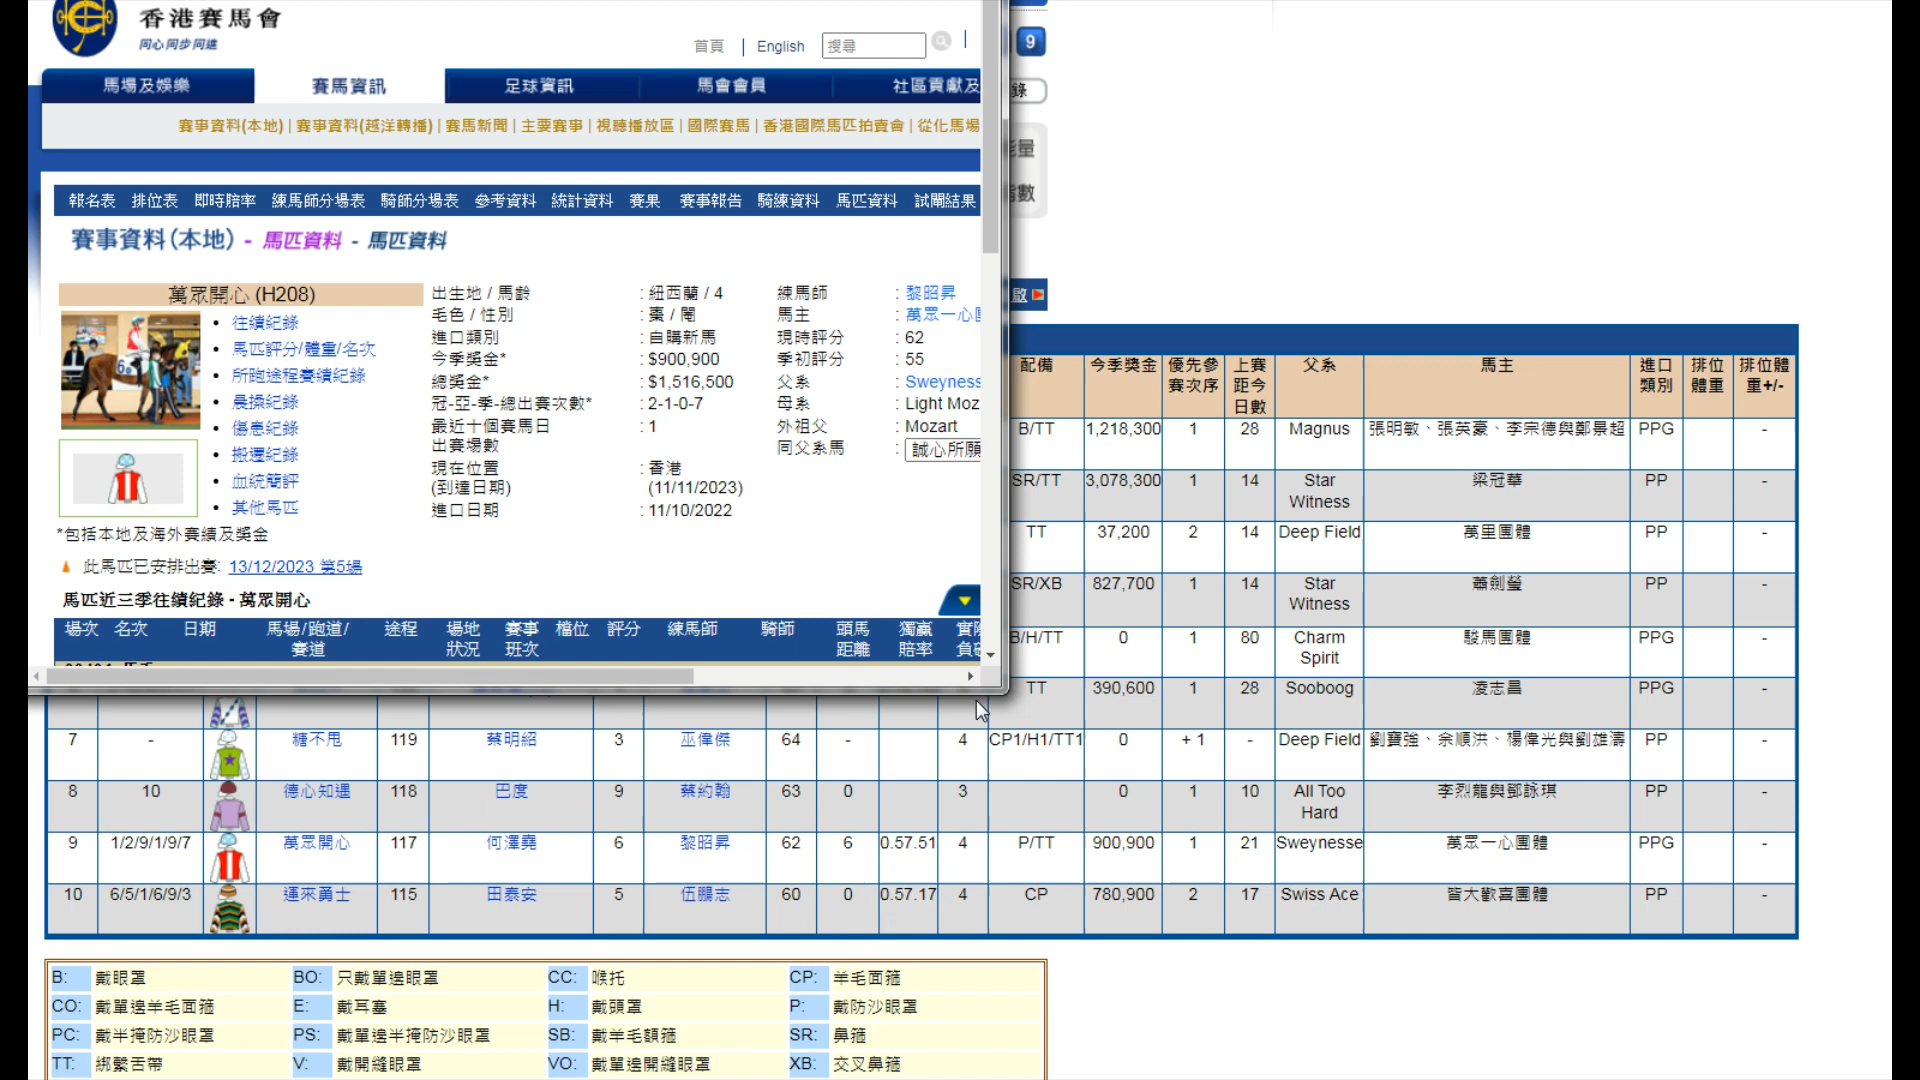 香港賽馬會
同心同步同進
首頁 | English 搜尋 |
9
馬場及娛樂 賽馬資訊 足球資訊 馬會會員 社區貢獻及
錄
賽事資料(本地) | 賽事資料(越洋轉播) | 賽馬新聞 | 主要賽事 | 視聽播放區 | 國際賽馬 | 香港國際馬匹拍賣會 | 從化馬場
能量
指數
報名表 排位表 即時賠率 練馬師分場表 騎師分場表 參考資料 統計資料 賽果 賽事報告 騎練資料 馬匹資料 試閘結果
賽事資料(本地) - 馬匹資料 - 馬匹資料
萬眾開心 (H208)
往績紀錄
馬匹評分/體重/名次
所跑途程賽績紀錄
晨操紀錄
傷患紀錄
搬遷紀錄
血統簡評
其他馬匹
出生地 / 馬齡 : 紐西蘭 / 4 練馬師 : 黎昭昇
毛色 / 性別 : 棗 / 閹 馬主 : 萬眾一心團
進口類別 : 自購新馬 現時評分 : 62
今季獎金* : $900,900 季初評分 : 55
總獎金* : $1,516,500 父系 : Sweyness
冠-亞-季-總出賽次數* : 2-1-0-7 母系 : Light Moz
最近十個賽馬日 : 1 外祖父 : Mozart
出賽場數 同父系馬 : 誠心所願
現在位置 : 香港
(到達日期) (11/11/2023)
進口日期 : 11/10/2022
*包括本地及海外賽績及獎金
此馬匹已安排出賽: 13/12/2023 第5場
馬匹近三季往績紀錄 - 萬眾開心
場次 名次 日期 馬場/跑道/ 途程 場地 賽事 檔位 評分 練馬師 騎師 頭馬 獨贏 實際
賽道 狀況 班次 距離 賠率 負磅
配備 今季獎金 優先參 上賽 父系 馬主 進口 排位 排位體
賽次序 距今 類別 體重 重+/-
日數
B/TT 1,218,300 1 28 Magnus 張明敏、張英豪、李宗德與鄭景超 PPG -
SR/TT 3,078,300 1 14 Star Witness 梁冠華 PP -
TT 37,200 2 14 Deep Field 萬里團體 PP -
SR/XB 827,700 1 14 Star Witness 蕭劍瑩 PP -
B/H/TT 0 1 80 Charm Spirit 駿馬團體 PPG -
TT 390,600 1 28 Sooboog 凌志昌 PPG -
7 - 糖不甩 119 蔡明紹 3 巫偉傑 64 - 4 CP1/H1/TT1 0 + 1 - Deep Field 劉寶強、余順洪、楊偉光與劉雄濤 PP -
8 10 德心知遇 118 巴度 9 蔡約翰 63 0 3 0 1 10 All Too Hard 李烈龍與鄧詠琪 PP -
9 1/2/9/1/9/7 萬眾開心 117 何澤堯 6 黎昭昇 62 6 0.57.51 4 P/TT 900,900 1 21 Sweynesse 萬眾一心團體 PPG -
10 6/5/1/6/9/3 運來勇士 115 田泰安 5 伍鵬志 60 0 0.57.17 4 CP 780,900 2 17 Swiss Ace 皆大歡喜團體 PP -
B: 戴眼罩 BO: 只戴單邊眼罩 CC: 喉托 CP: 羊毛面箍
CO: 戴單邊羊毛面箍 E: 戴耳塞 H: 戴頭罩 P: 戴防沙眼罩
PC: 戴半掩防沙眼罩 PS: 戴單邊半掩防沙眼罩 SB: 戴羊毛額箍 SR: 鼻箍
TT: 綁繫舌帶 V: 戴開縫眼罩 VO: 戴單邊開縫眼罩 XB: 交叉鼻箍